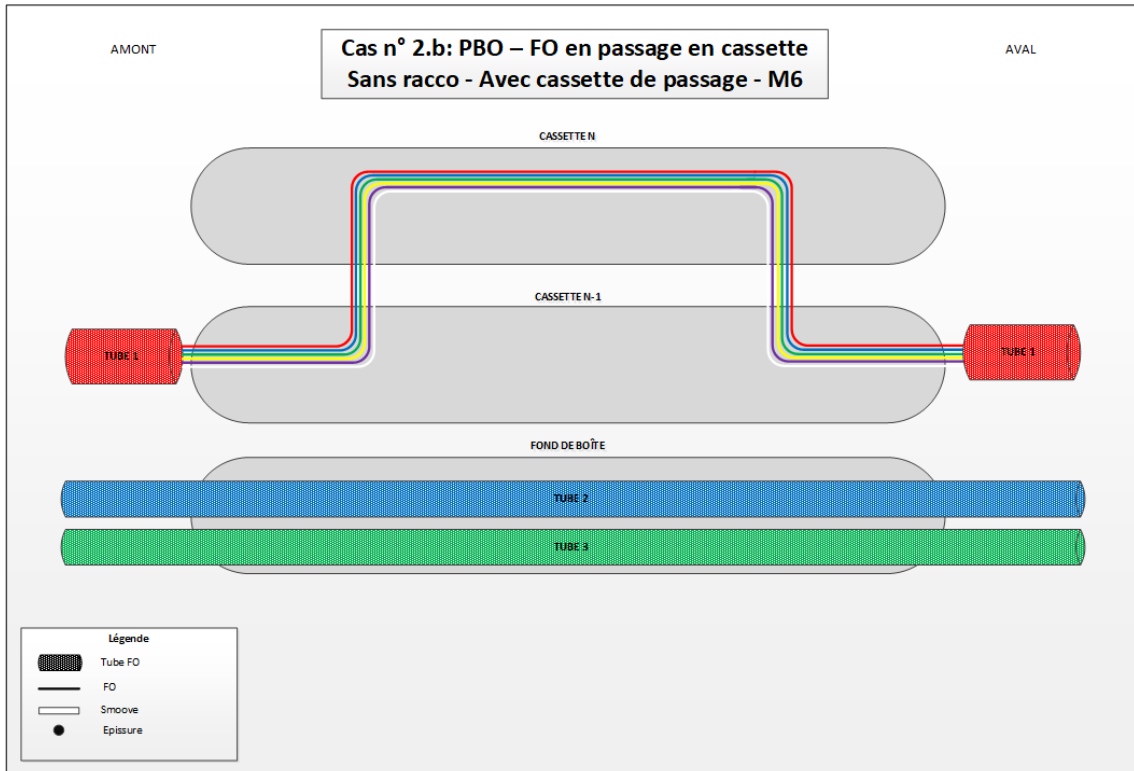 AMONT
Cas n° 2.b: PBO – FO en passage en cassette
Sans racco - Avec cassette de passage - M6
AVAL
CASSETTE N
CASSETTE N-1
TUBE 1
TUBE 1
FOND DE BOÎTE
TUBE 2
TUBE 3
Légende
Tube FO
FO
Smoove
Epissure